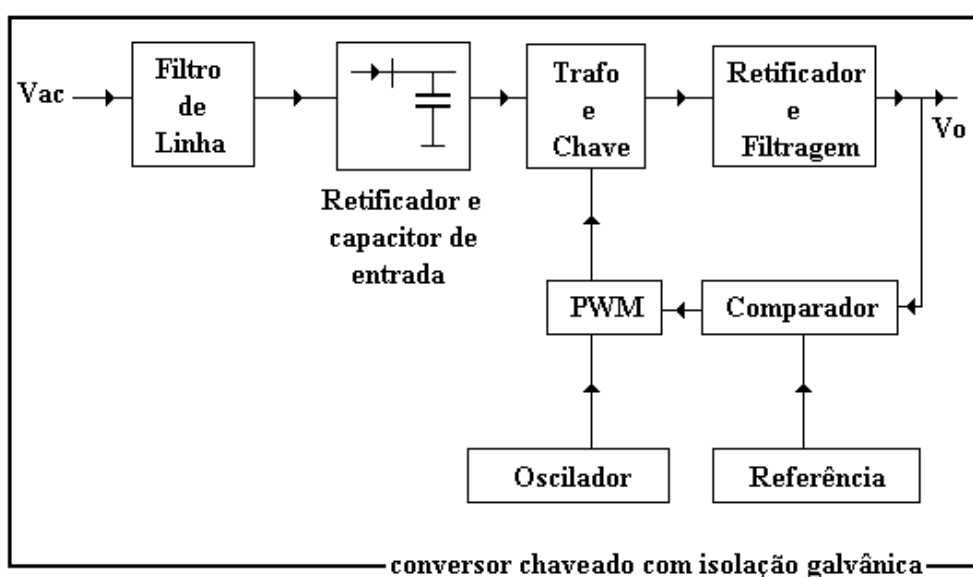 Vac
Filtro
de
Linha
Retificador e
capacitor de
entrada
Trafo
e
Chave
Retificador
e
Filtragem
Vo
PWM
Comparador
Oscilador
Referência
conversor chaveado com isolação galvânica